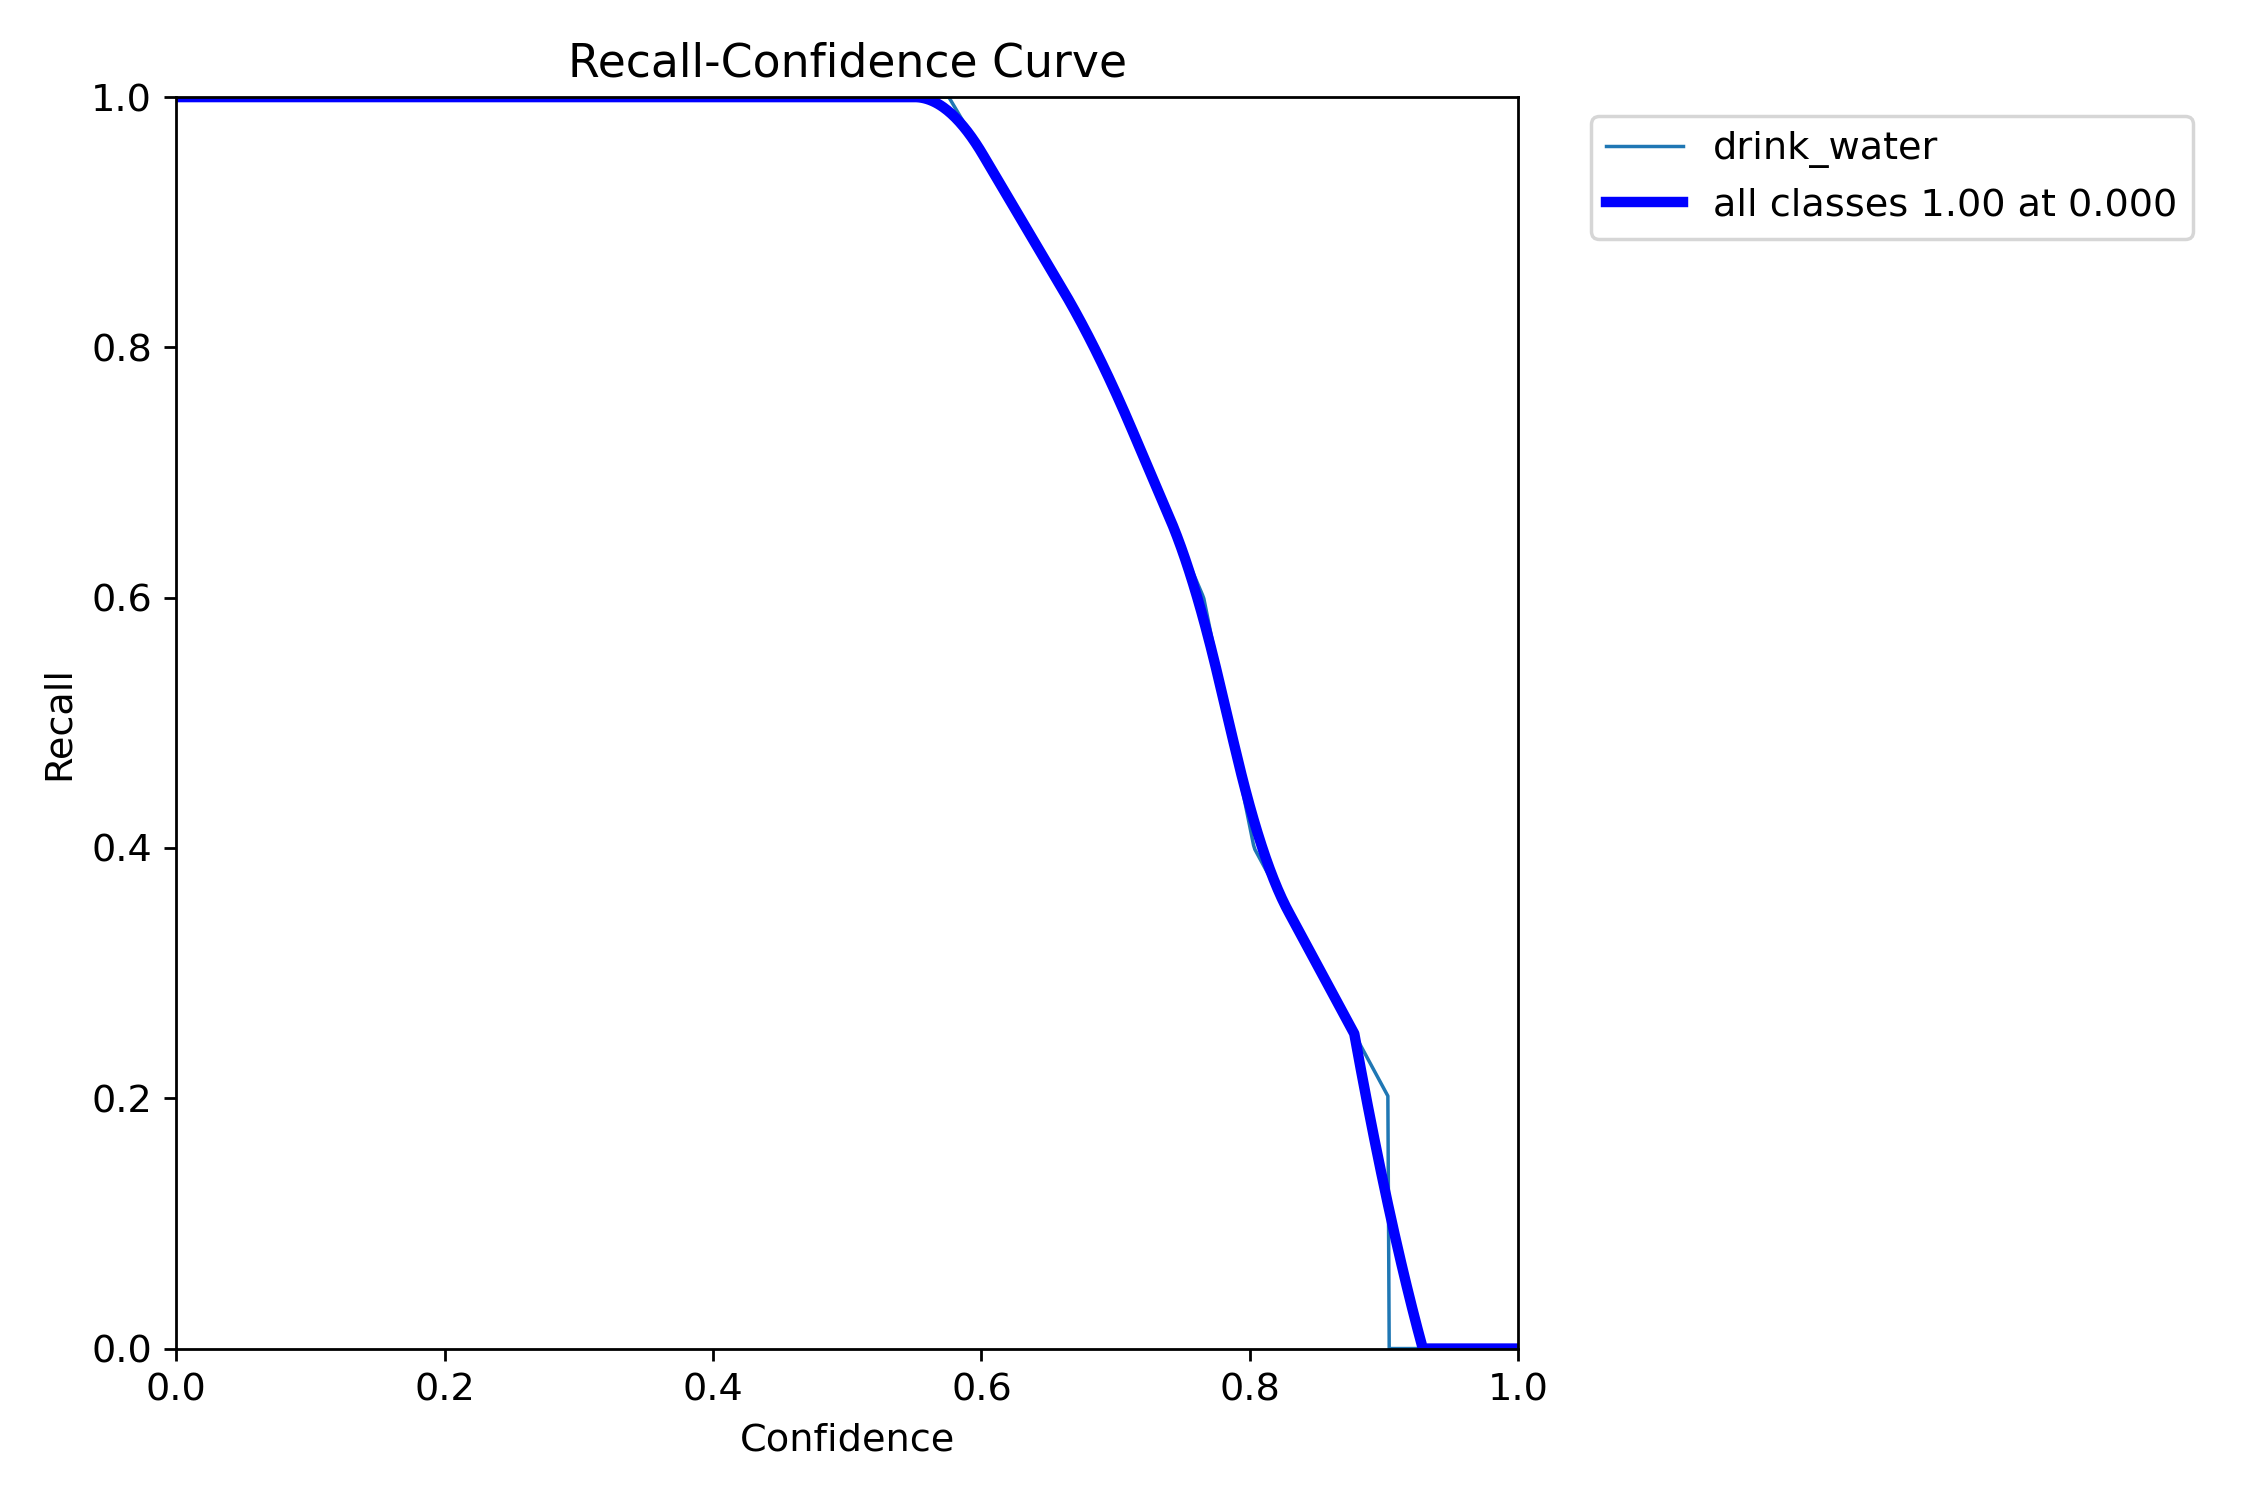 Recall-Confidence Curve
1.0
0.8
0.6
0.4
0.2
0.0
Recall
0.0 0.2 0.4 0.6 0.8 1.0
Confidence
drink_water
all classes 1.00 at 0.000